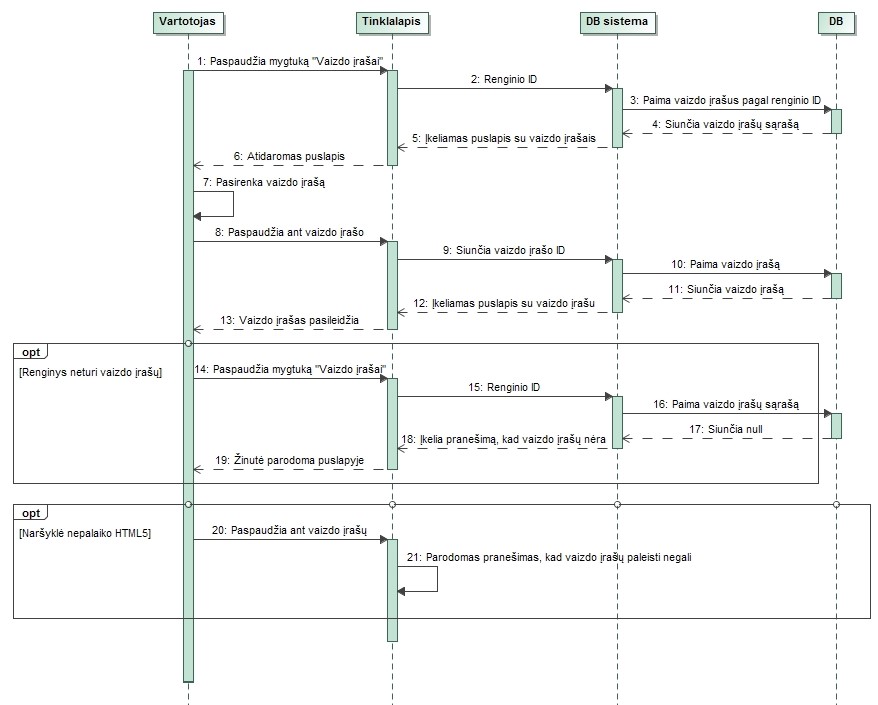 Vartotojas
Tinklalapis
DB sistema
DB
1: Paspaudžia mygtuką "Vaizdo įrašai"
2: Renginio ID
3: Paima vaizdo įrašus pagal renginio ID
4: Siunčia vaizdo įrašų sąrašą
5: Įkeliamas puslapis su vaizdo įrašais
6: Atidaromas puslapis
7: Pasirenka vaizdo įrašą
8: Paspaudžia ant vaizdo įrašo
9: Siunčia vaizdo įrašo ID
10: Paima vaizdo įrašą
11: Siunčia vaizdo įrašą
12: Įkeliamas puslapis su vaizdo įrašu
13: Vaizdo įrašas pasileidžia
opt
[Renginys neturi vaizdo įrašų]
14: Paspaudžia mygtuką "Vaizdo įrašai"
15: Renginio ID
16: Paima vaizdo įrašų sąrašą
17: Siunčia null
18: Įkelia pranešimą, kad vaizdo įrašų nėra
19: Žinutė parodoma puslapyje
opt
[Naršyklė nepalaiko HTML5]
20: Paspaudžia ant vaizdo įrašų
21: Parodomas pranešimas, kad vaizdo įrašų paleisti negali